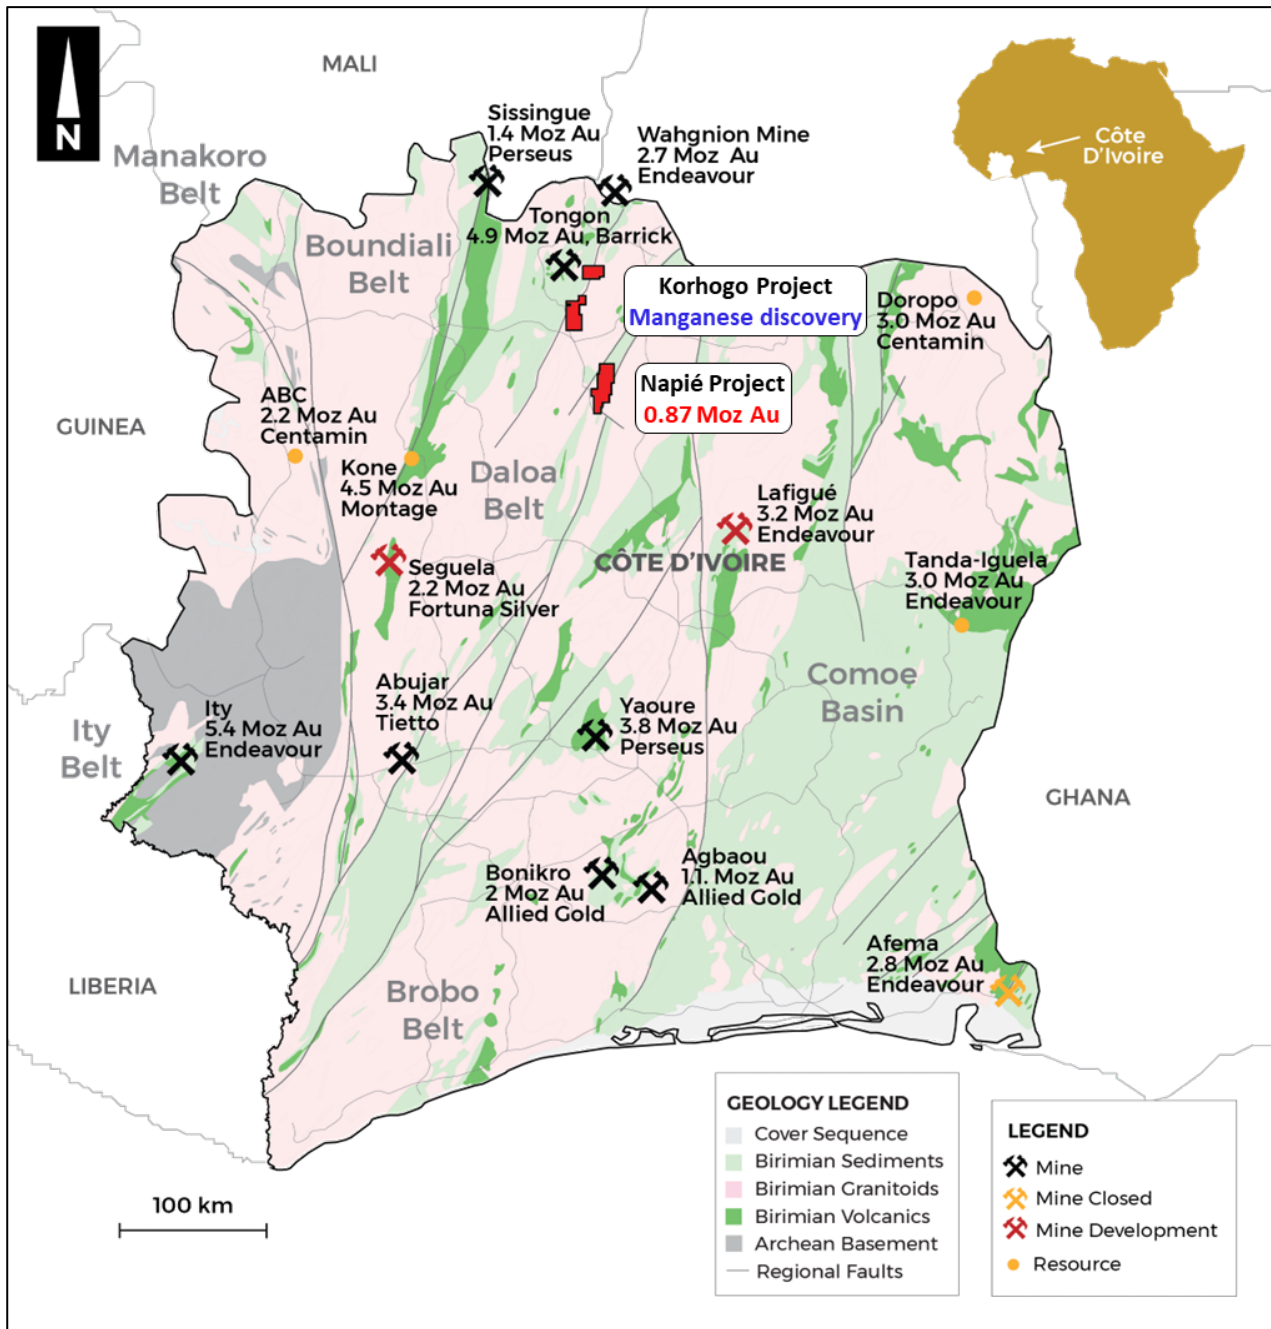 N
MALI
Manakoro
Belt
Sissingue
1.4 Moz Au
Perseus
Wahgnion Mine
2.7 Moz Au
Endeavour
Côte
D'Ivoire
Boundiali
Belt
Tongon
4.9 Moz Au, Barrick
Korhogo Project
Manganese discovery
Doropo
3.0 Moz Au
Centamin
Napié Project
0.87 Moz Au
GUINEA
ABC
2.2 Moz Au
Centamin
Kone
4.5 Moz Au
Montage
Daloa
Belt
Lafigué
3.2 Moz Au
Endeavour
CÔTE D'IVOIRE
Seguela
2.2 Moz Au
Fortuna Silver
Tanda-Iguela
3.0 Moz Au
Endeavour
Comoe
Basin
Ity
Belt
Ity
5.4 Moz Au
Endeavour
Abujar
3.4 Moz Au
Tietto
Yaoure
3.8 Moz Au
Perseus
GHANA
Bonikro
2 Moz Au
Allied Gold
Agbaou
1.1. Moz Au
Allied Gold
Afema
2.8 Moz Au
Endeavour
LIBERIA
Brobo
Belt
100 km
GEOLOGY LEGEND
Cover Sequence
Birimian Sediments
Birimian Granitoids
Birimian Volcanics
Archean Basement
Regional Faults
LEGEND
Mine
Mine Closed
Mine Development
Resource